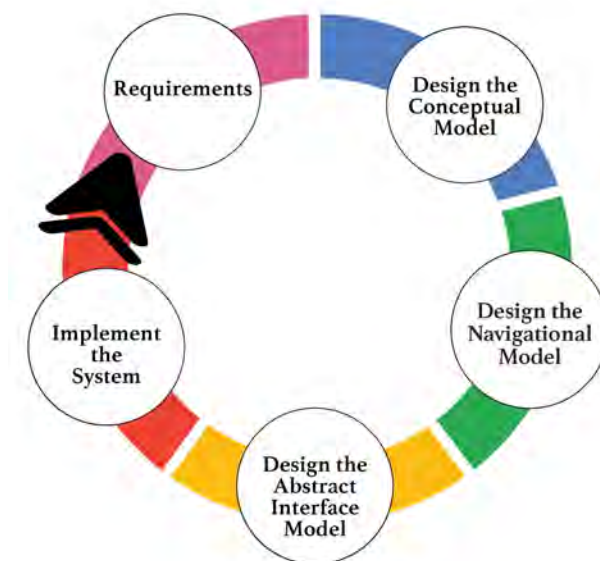 Requirements
Design the
Conceptual
Model
Design the
Navigational
Model
Design the
Abstract
Interface
Model
Implement
the
System